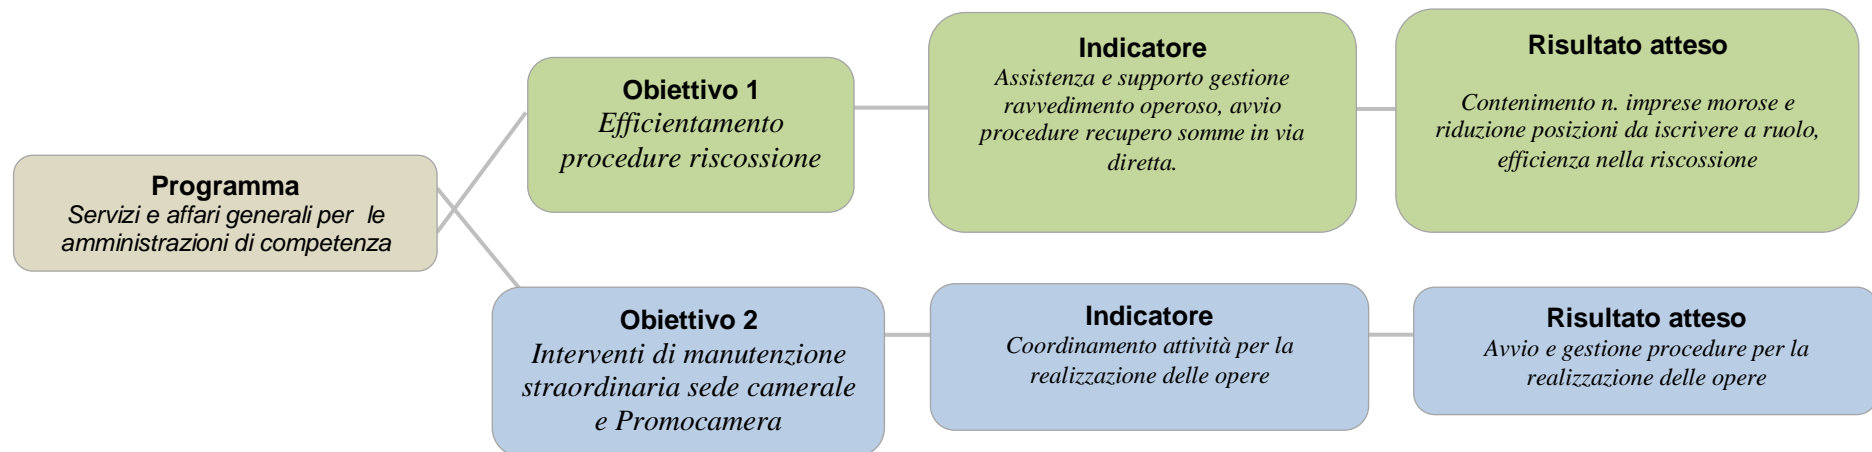 Programma
Servizi e affari generali per le
amministrazioni di competenza
Obiettivo 1
Efficientamento
procedure riscossione
Indicatore
Assistenza e supporto gestione
ravvedimento operoso, avvio
procedure recupero somme in via
diretta.
Risultato atteso
Contenimento n. imprese morose e
riduzione posizioni da iscrivere a ruolo,
efficienza nella riscossione
Obiettivo 2
Interventi di manutenzione
straordinaria sede camerale
e Promocamera
Indicatore
Coordinamento attività per la
realizzazione delle opere
Risultato atteso
Avvio e gestione procedure per la
realizzazione delle opere